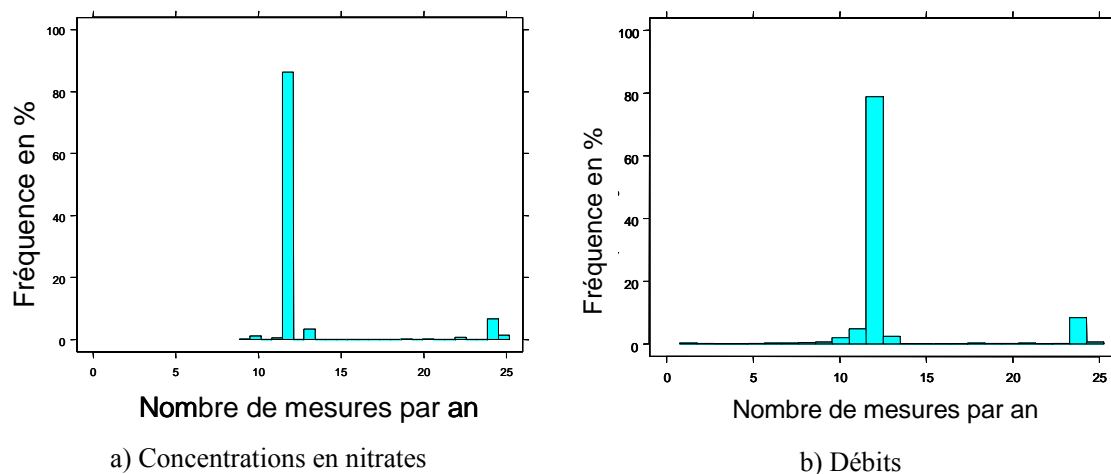 100
80
60
40
20
0
Fréquence en %
0 5 10 15 20 25
Nombre de mesures par an
a) Concentrations en nitrates
100
80
60
40
20
0
Fréquence en %
0 5 10 15 20 25
Nombre de mesures par an
b) Débits